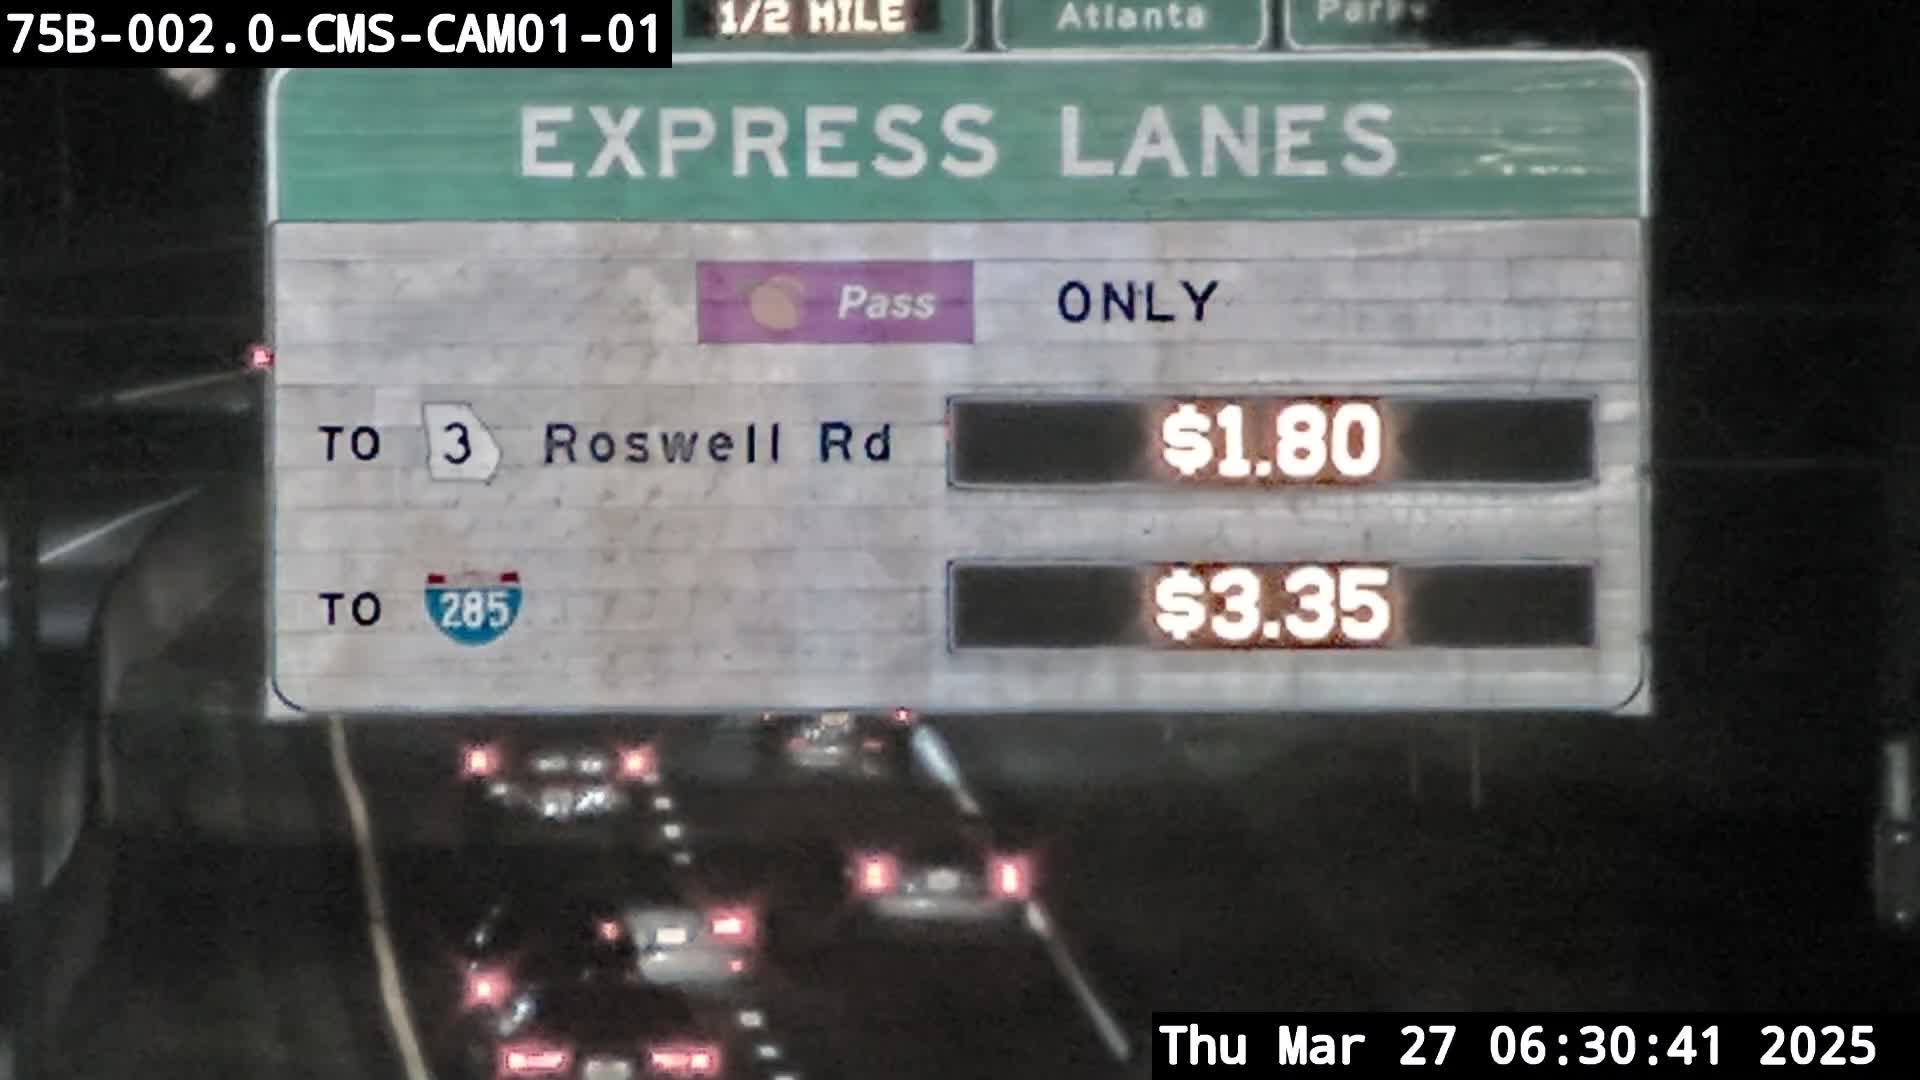 75B-002.0-CMS-CAM01-01
1/2 MILE
Atlanta
EXPRESS LANES
Pass ONLY
TO 3 Roswell Rd $1.80
TO 285 $3.35
Thu Mar 27 06:30:41 2025